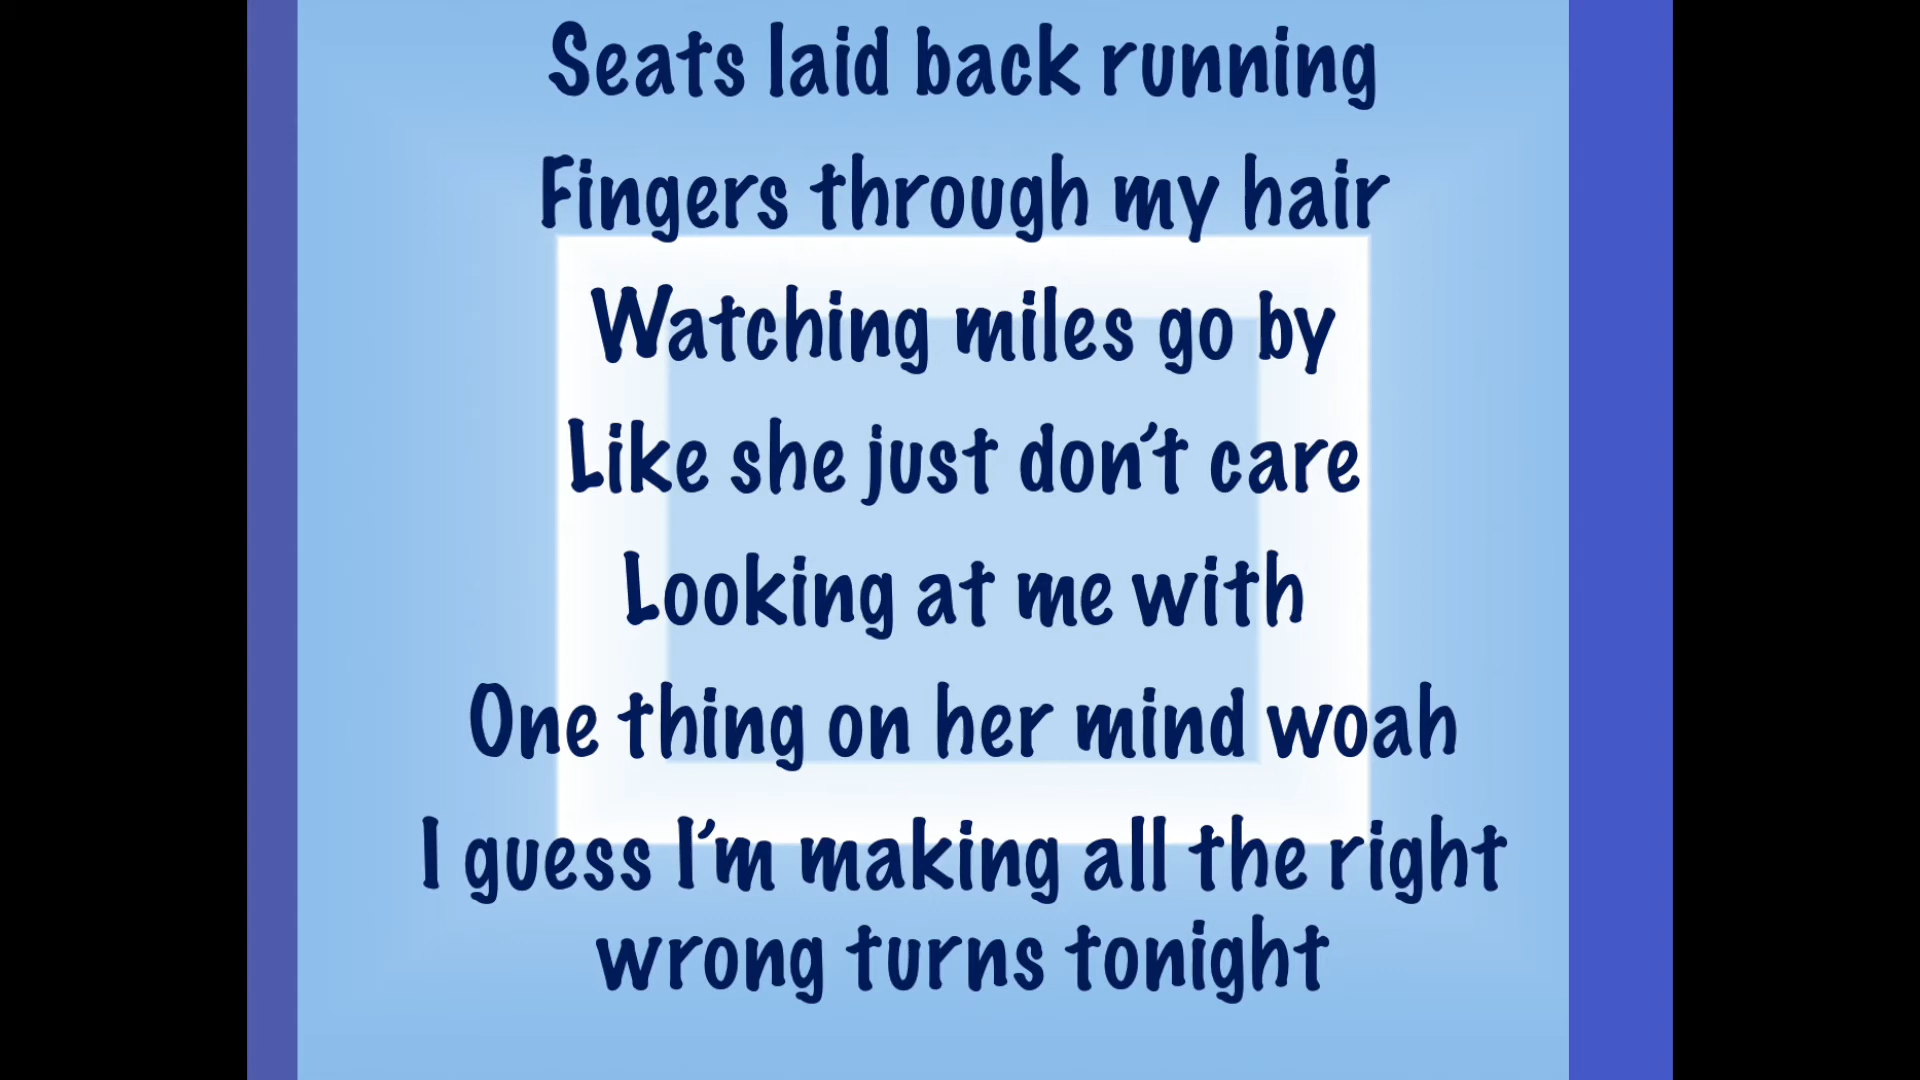 Seats laid back running
Fingers through my hair
Watching miles go by
Like she just don't care
Looking at me with
One thing on her mind woah
I guess I'm making all the right
wrong turns tonight